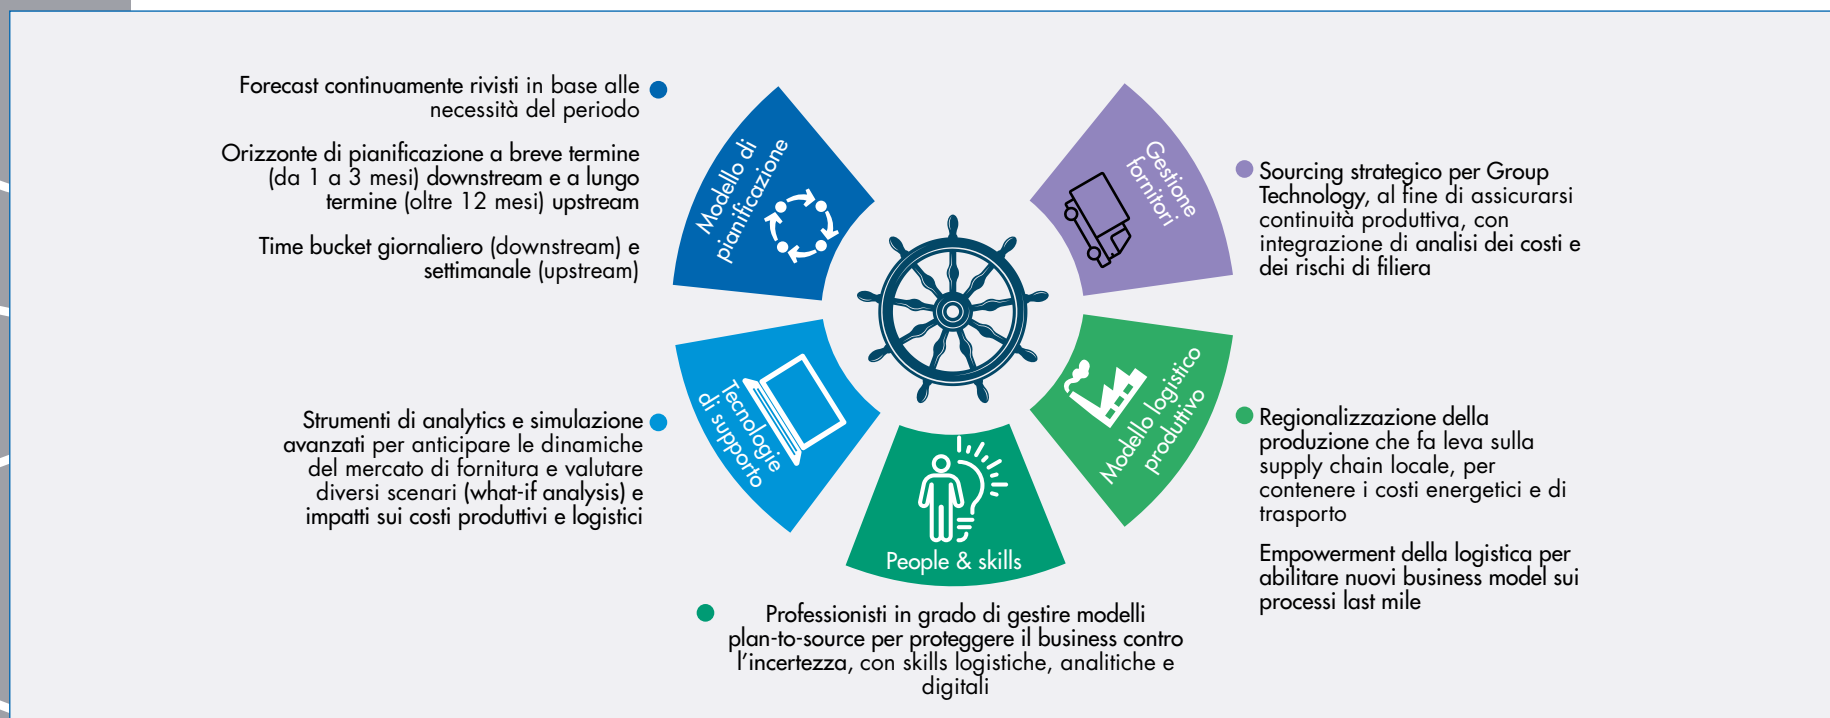 Forecast continuamente rivisti in base alle
necessità del periodo
Orizzonte di pianificazione a breve termine
(da 1 a 3 mesi) downstream e a lungo
termine (oltre 12 mesi) upstream
Time bucket giornaliero (downstream) e
settimanale (upstream)
Modello di
pianificazione
Gestione
fornitori
Sourcing strategico per Group
Technology, al fine di assicurarsi
continuità produttiva, con
integrazione di analisi dei costi e
dei rischi di filiera
Strumenti di analytics e simulazione
avanzati per anticipare le dinamiche
del mercato di fornitura e valutare
diversi scenari (what-if analysis) e
impatti sui costi produttivi e logistici
Tecnologie
di supporto
Modello logistico
produttivo
Regionalizzazione della
produzione che fa leva sulla
supply chain locale, per
contenere i costi energetici e di
trasporto
Empowerment della logistica per
abilitare nuovi business model sui
processi last mile
People & skills
Professionisti in grado di gestire modelli
plan-to-source per proteggere il business contro
l'incertezza, con skills logistiche, analitiche e
digitali